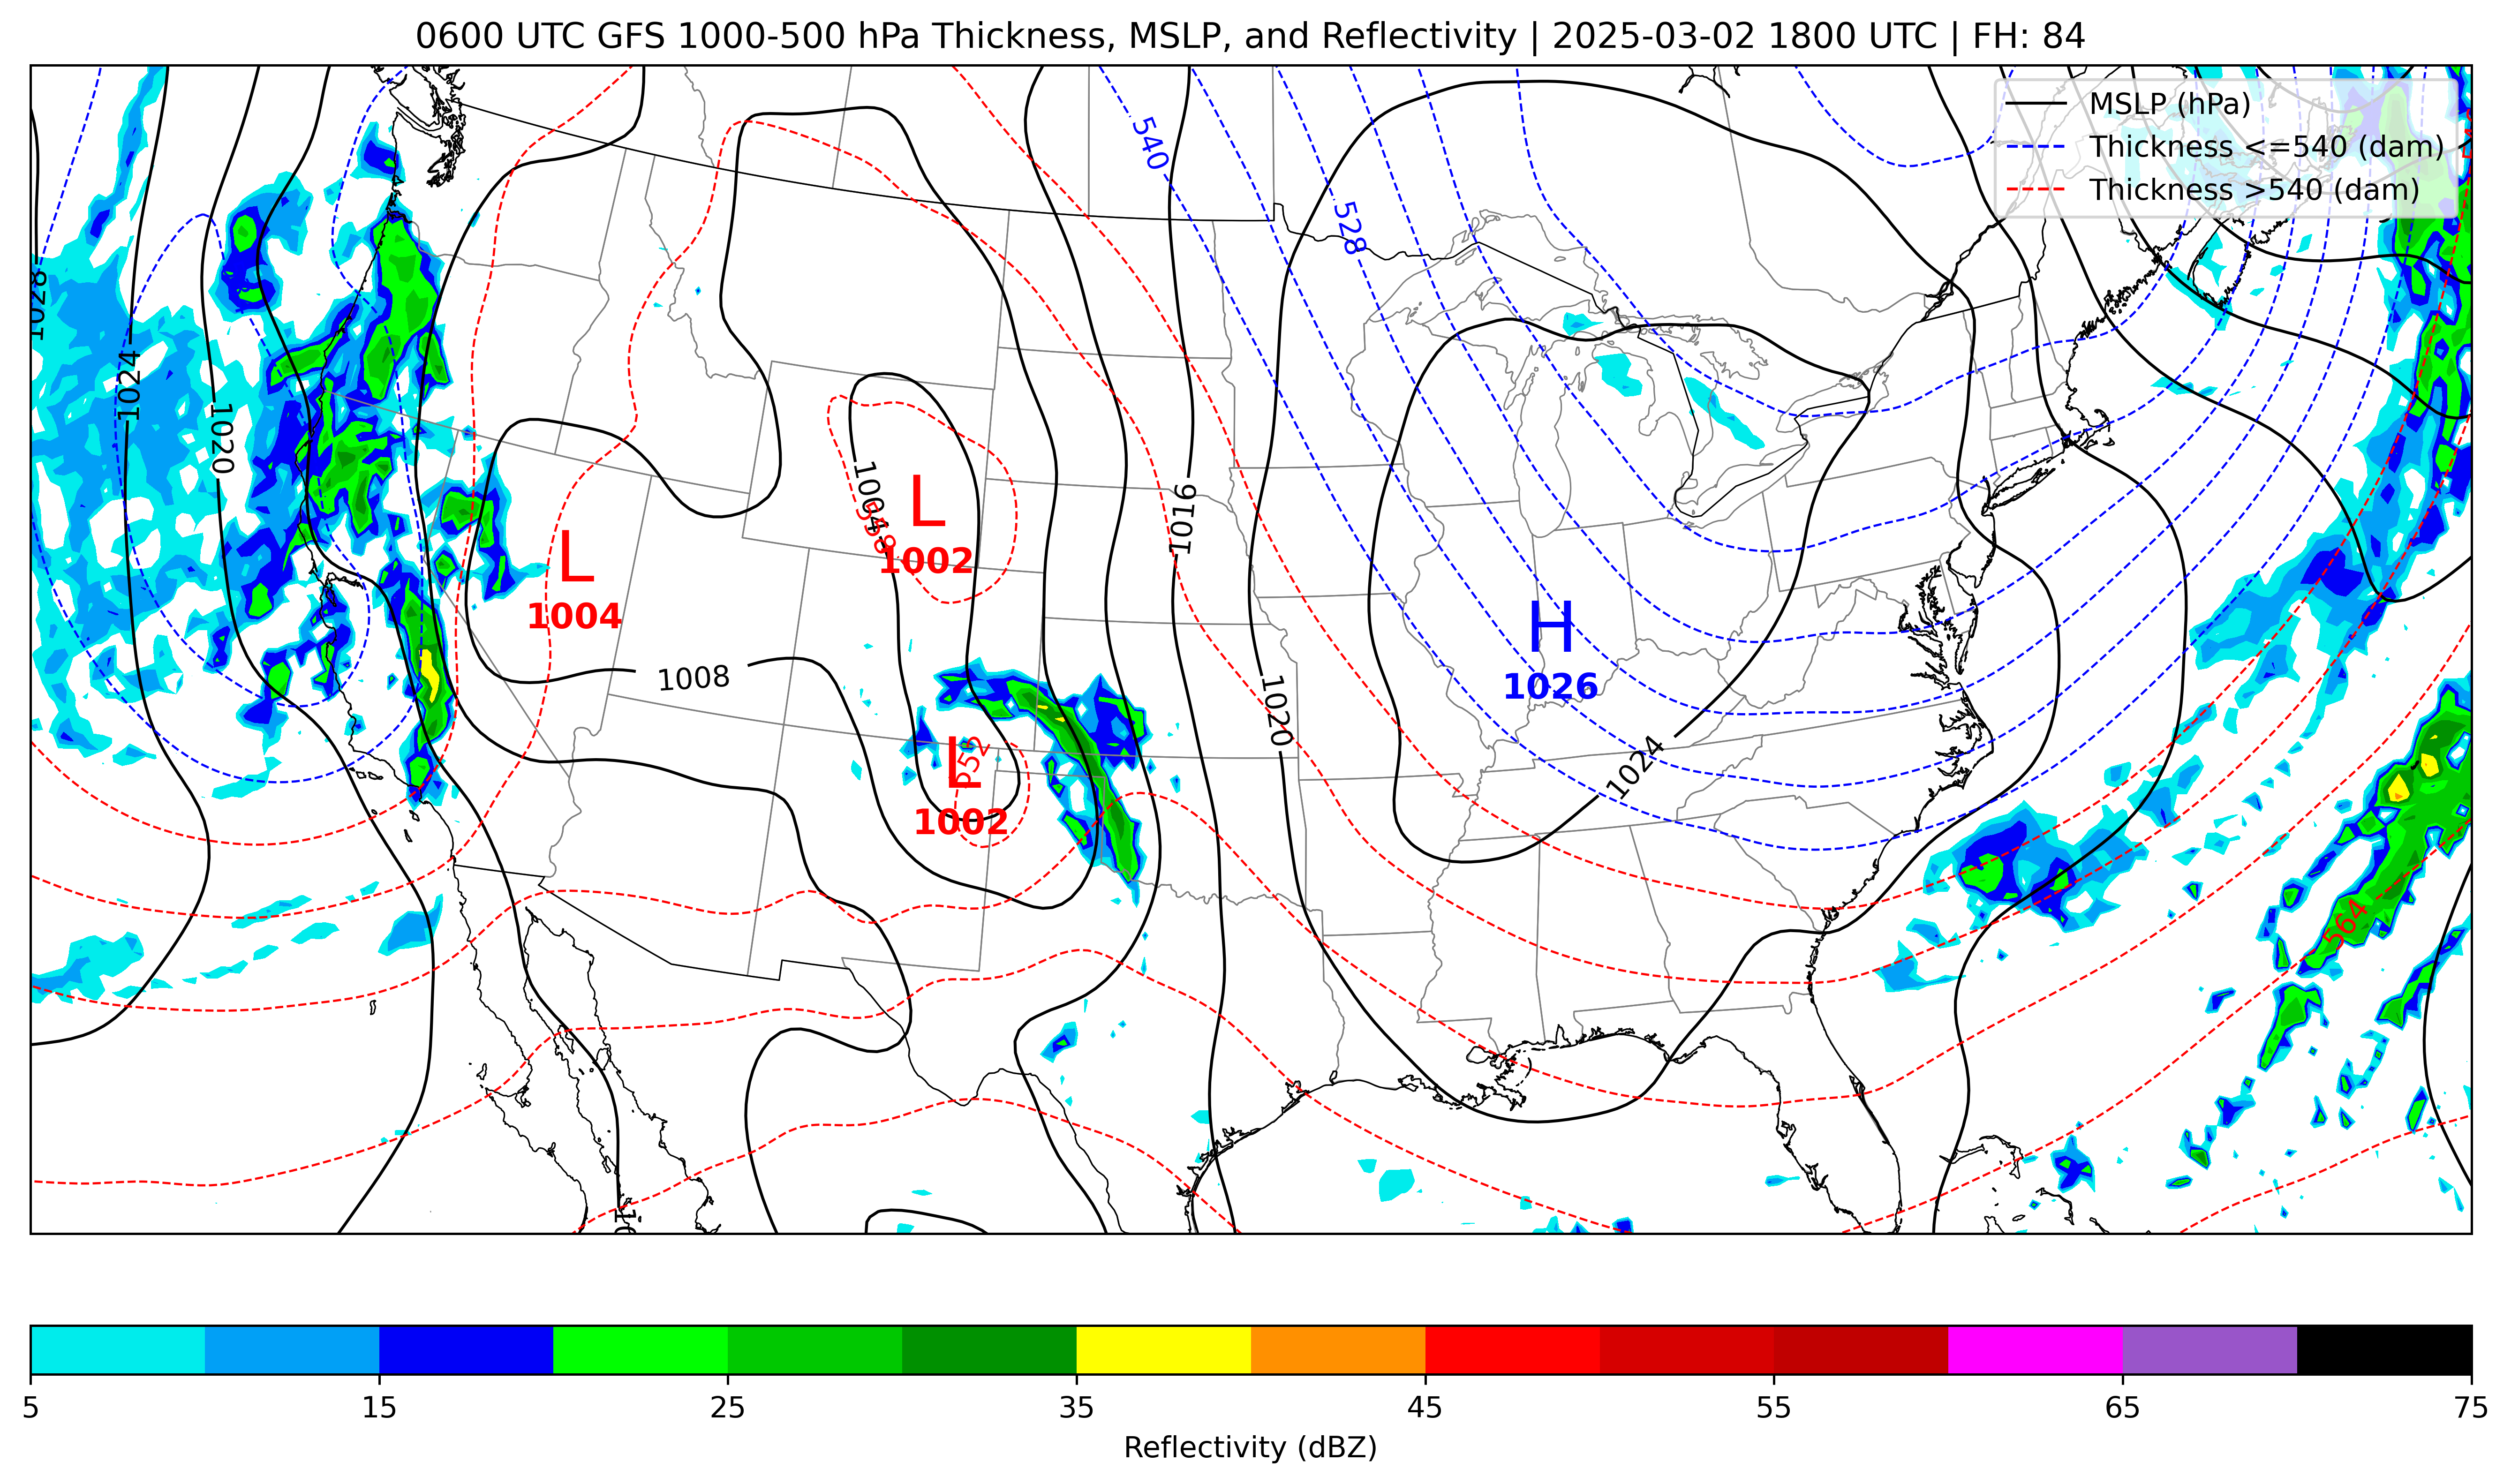 0600 UTC GFS 1000-500 hPa Thickness, MSLP, and Reflectivity | 2025-03-02 1800 UTC | FH: 84
MSLP (hPa)
Thickness <=540 (dam)
Thickness >540 (dam)
540
528
1028
1024
1020
1004
1016
L
1002
L
1004
H
1026
1008
1020
L
1002
1024
564
5 15 25 35 45 55 65 75
Reflectivity (dBZ)